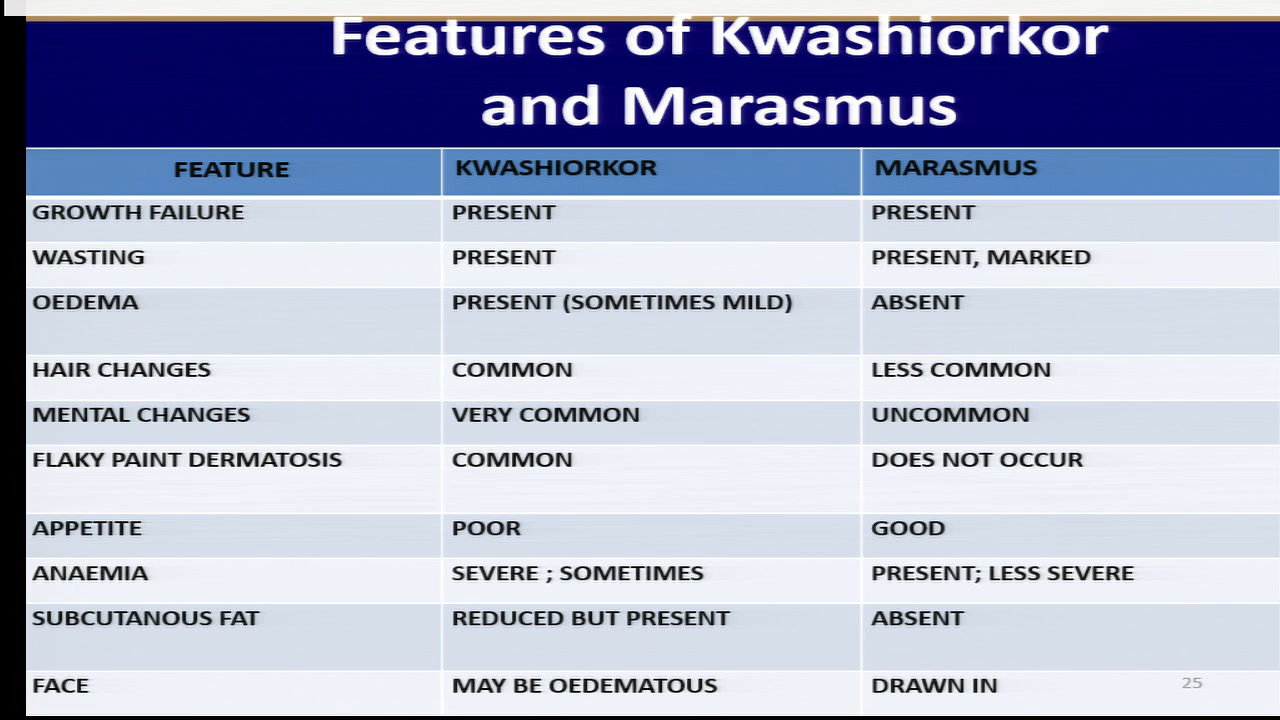 Features of Kwashiorkor
and Marasmus
FEATURE KWASHIORKOR MARASMUS
GROWTH FAILURE PRESENT PRESENT
WASTING PRESENT PRESENT, MARKED
OEDEMA PRESENT (SOMETIMES MILD) ABSENT
HAIR CHANGES COMMON LESS COMMON
MENTAL CHANGES VERY COMMON UNCOMMON
FLAKY PAINT DERMATOSIS COMMON DOES NOT OCCUR
APPETITE POOR GOOD
ANAEMIA SEVERE ; SOMETIMES PRESENT; LESS SEVERE
SUBCUTANOUS FAT REDUCED BUT PRESENT ABSENT
FACE MAY BE OEDEMATOUS DRAWN IN
25